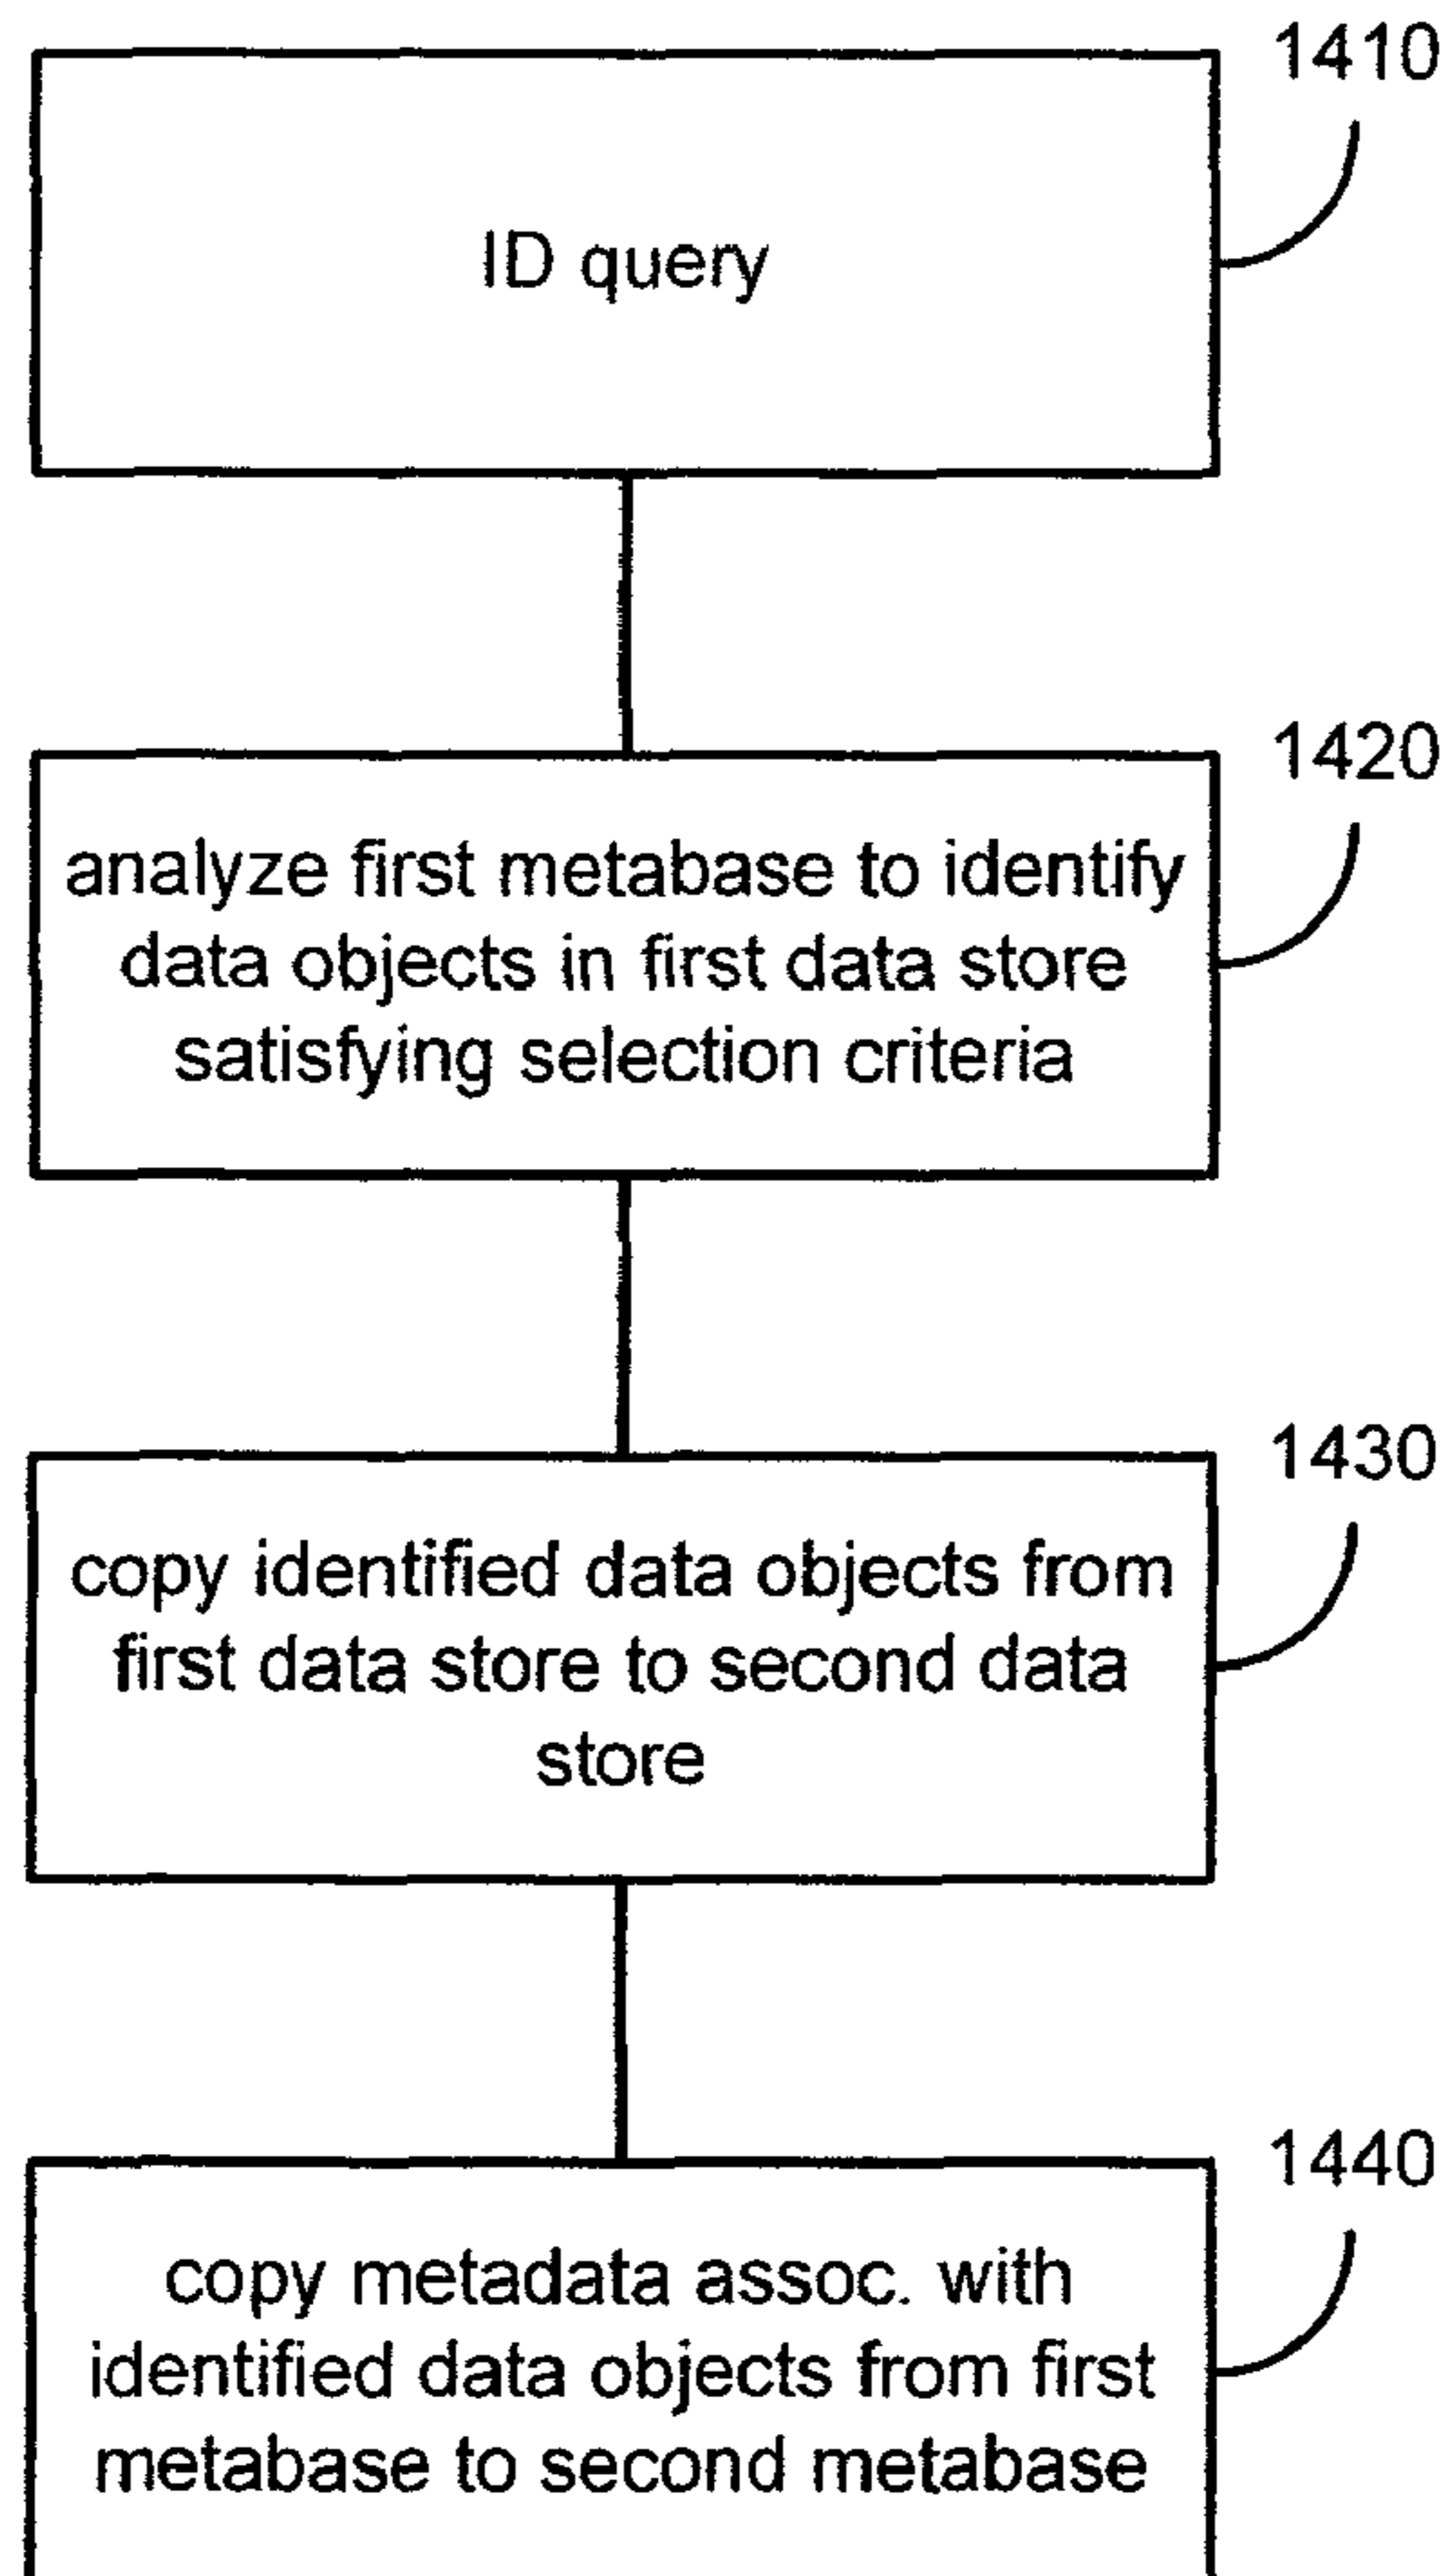 1410
ID query
1420
analyze first metabase to identify
data objects in first data store
satisfying selection criteria
1430
copy identified data objects from
first data store to second data
store
1440
copy metadata assoc. with
identified data objects from first
metabase to second metabase